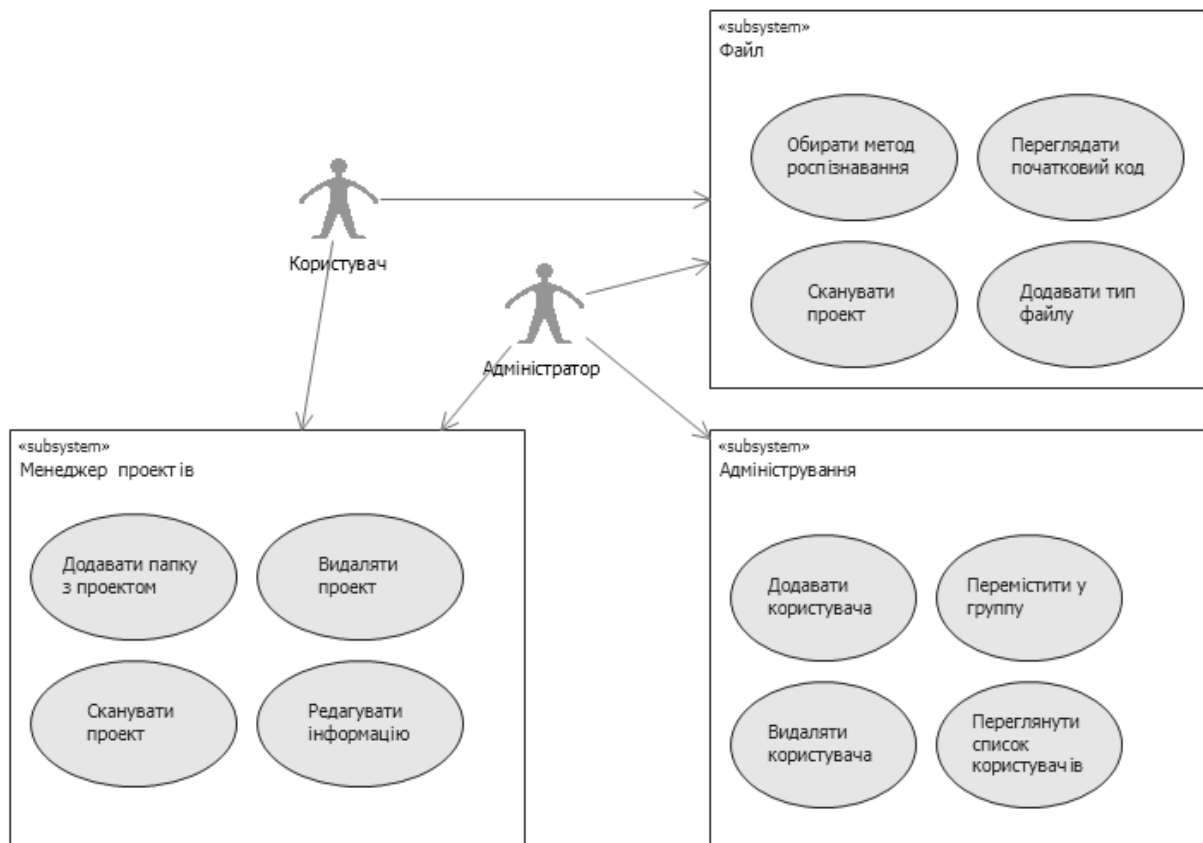 «subsystem»
Файл
Обирати метод
роспізнавання
Переглядати
початковий код
Сканувати
проект
Додавати тип
файлу
Користувач
Адміністратор
«subsystem»
Менеджер проектів
Додавати папку
з проектом
Видаляти
проект
Сканувати
проект
Редагувати
інформацію
«subsystem»
Адміністрування
Додавати
користувача
Перемістити у
группу
Видаляти
користувача
Переглянути
список
користувачів